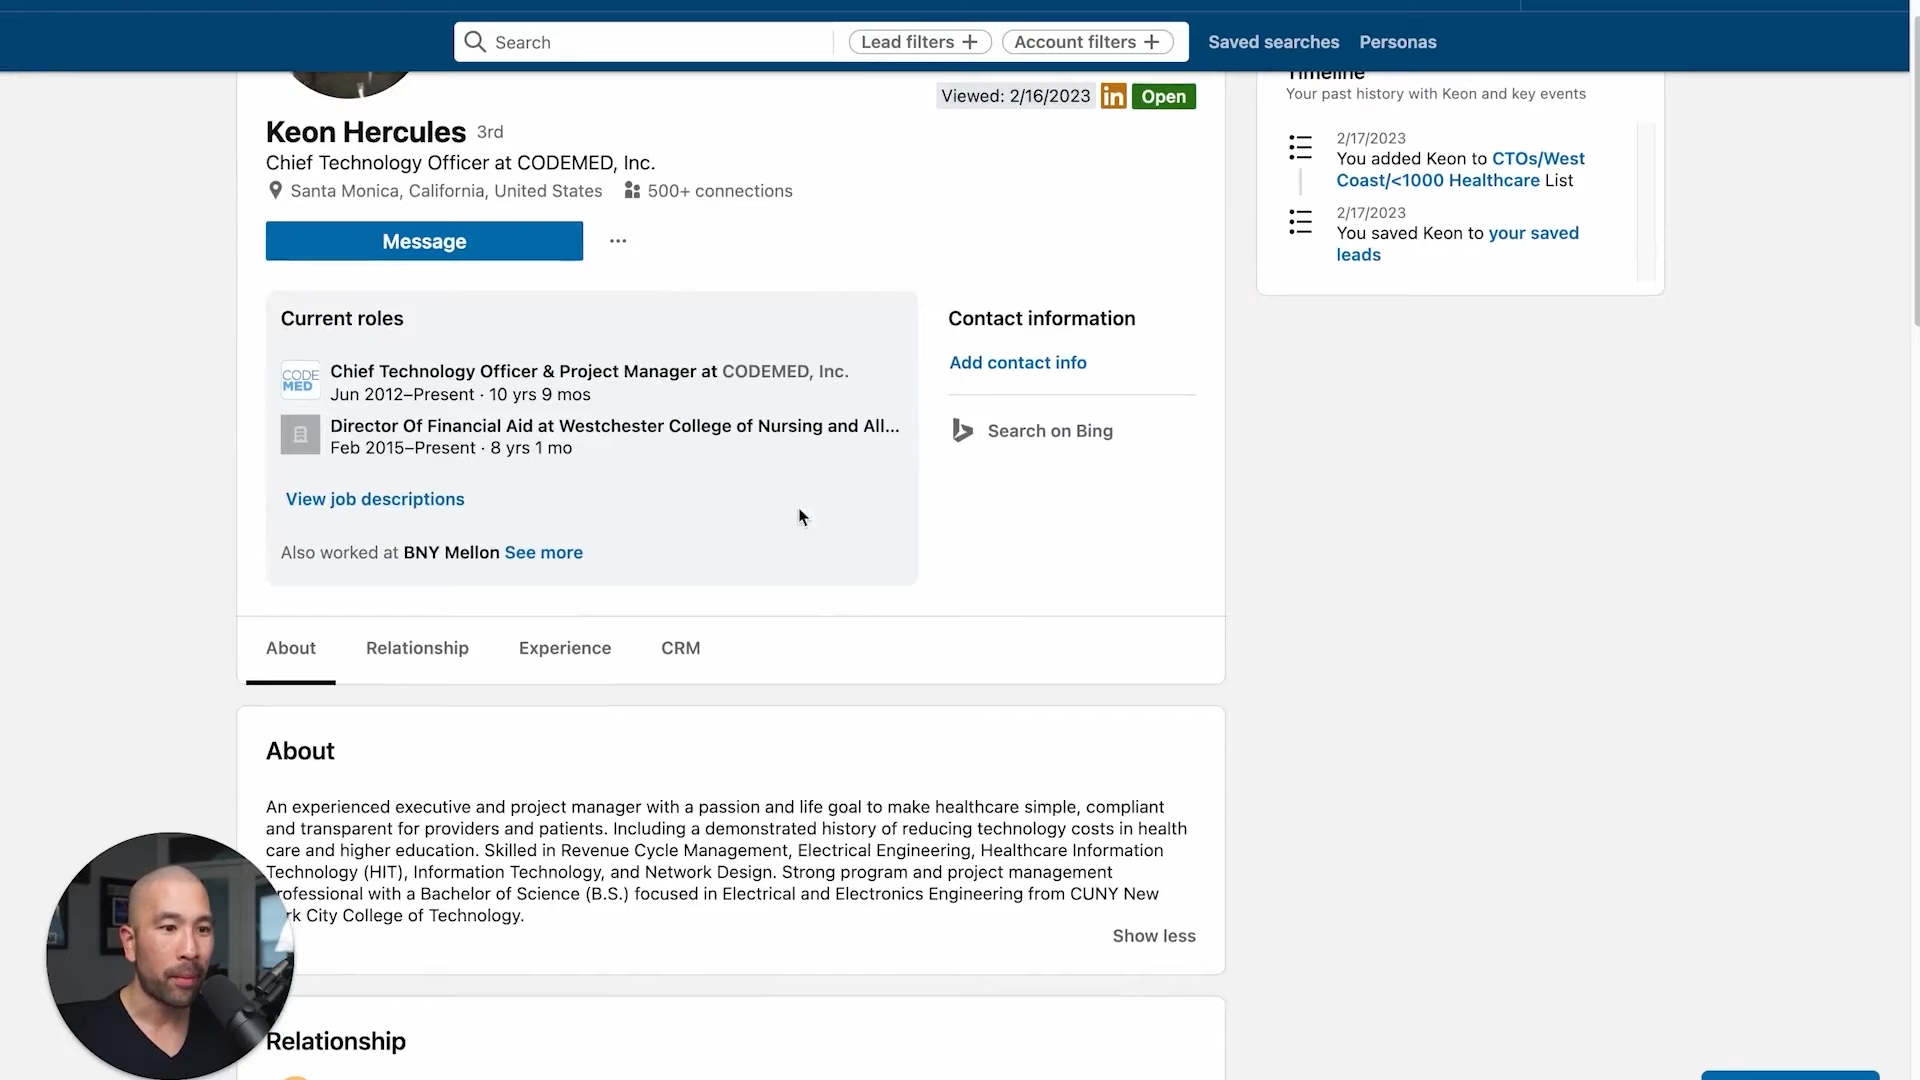 Search
Lead filters +
Account filters +
Saved searches
Personas
Viewed: 2/16/2023
in
Open
Keon Hercules 3rd
Chief Technology Officer at CODEMED, Inc.
Santa Monica, California, United States
500+ connections
Message
...
Current roles
CODE
MED
Chief Technology Officer & Project Manager at CODEMED, Inc.
Jun 2012–Present · 10 yrs 9 mos
Director Of Financial Aid at Westchester College of Nursing and All...
Feb 2015–Present · 8 yrs 1 mo
View job descriptions
Also worked at BNY Mellon See more
Contact information
Add contact info
Search on Bing
Timeline
Your past history with Keon and key events
2/17/2023
You added Keon to CTOs/West
Coast/<1000 Healthcare List
2/17/2023
You saved Keon to your saved
leads
About
Relationship
Experience
CRM
About
An experienced executive and project manager with a passion and life goal to make healthcare simple, compliant
and transparent for providers and patients. Including a demonstrated history of reducing technology costs in health
care and higher education. Skilled in Revenue Cycle Management, Electrical Engineering, Healthcare Information
Technology (HIT), Information Technology, and Network Design. Strong program and project management
rofessional with a Bachelor of Science (B.S.) focused in Electrical and Electronics Engineering from CUNY New
rk City College of Technology.
Show less
Relationship